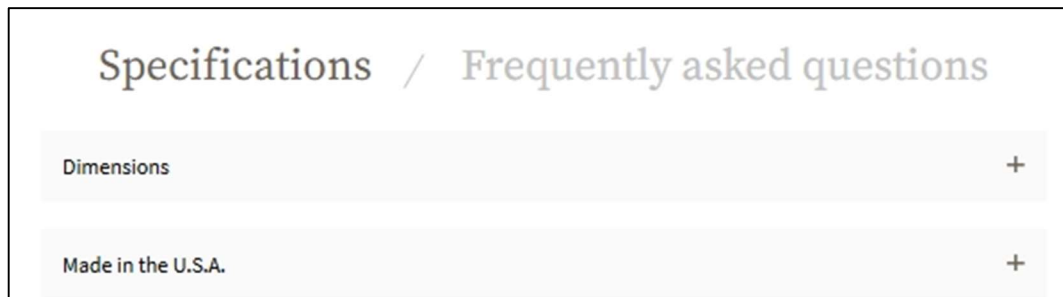 Specifications / Frequently asked questions
Dimensions +
Made in the U.S.A. +